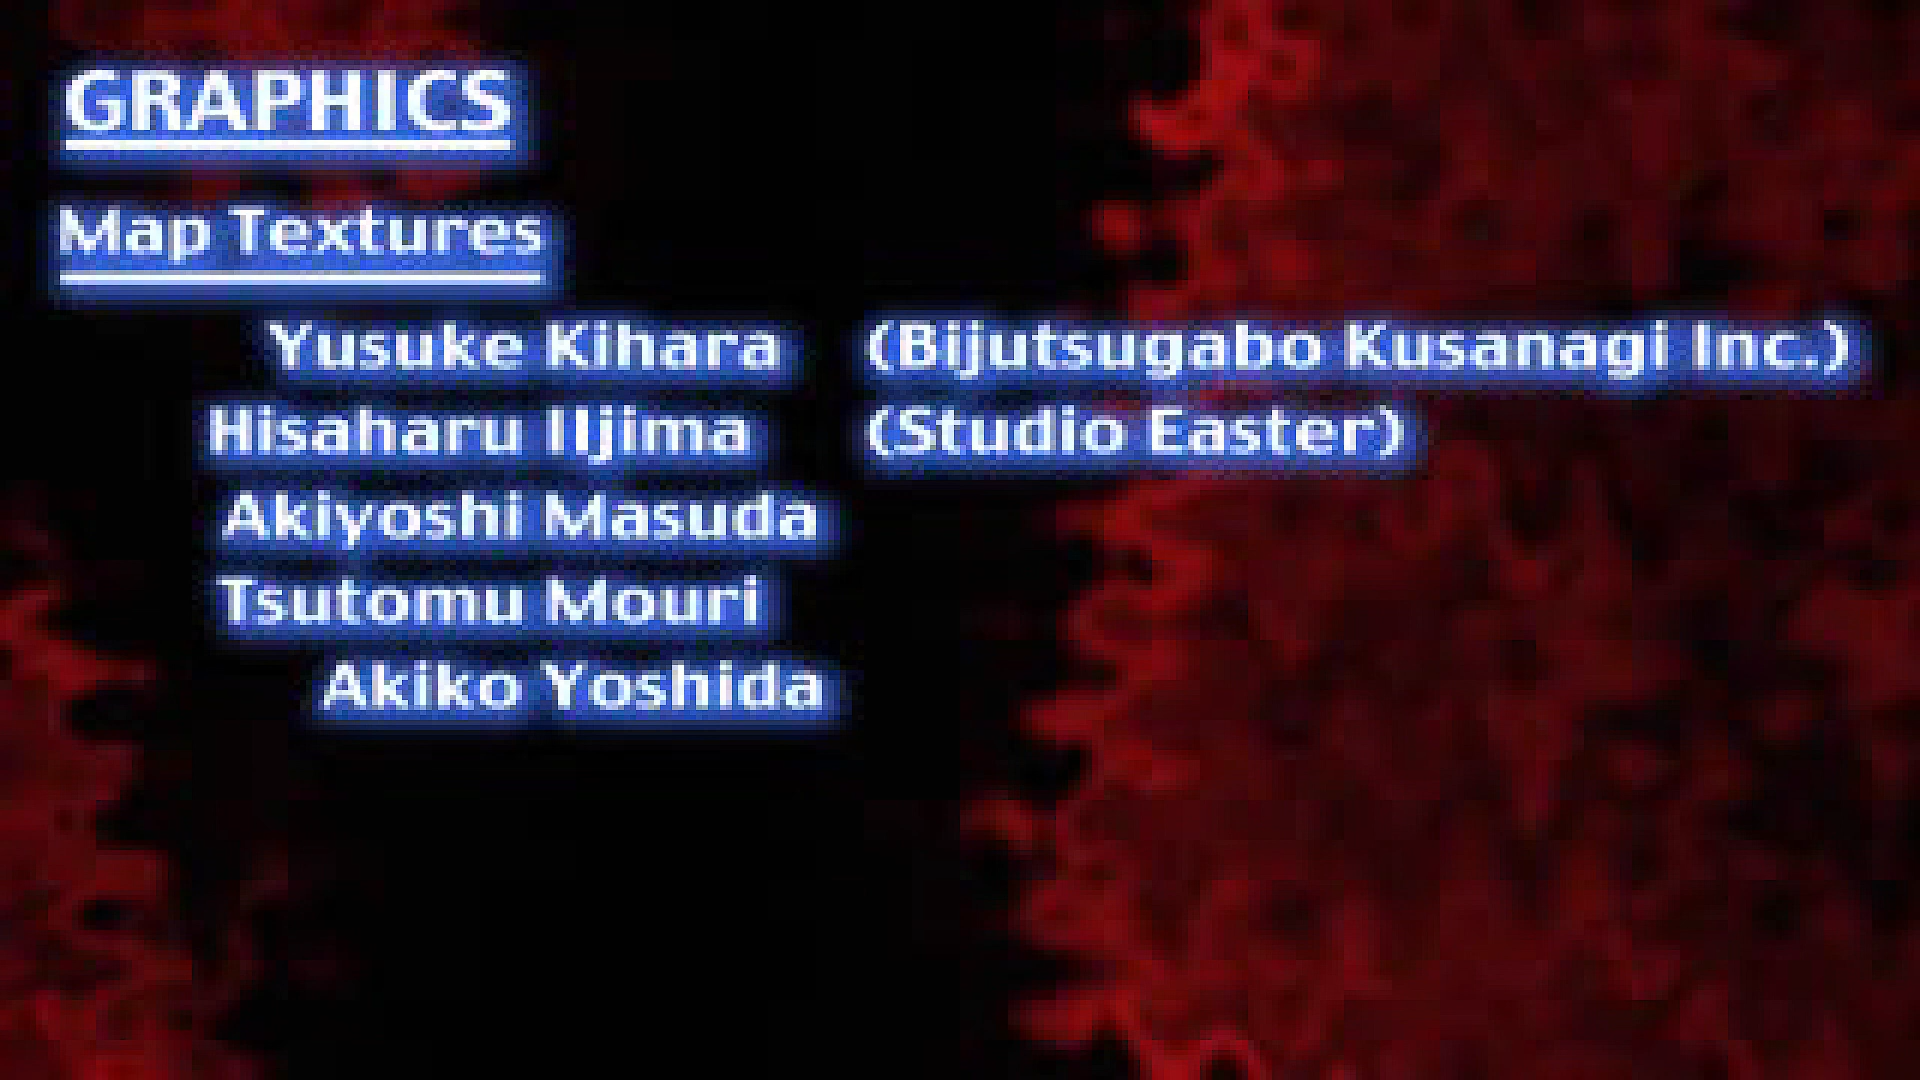 GRAPHICS
Map Textures
Yusuke Kihara (Bijutsugabo Kusanagi Inc.)
Hisaharu IIjima (Studio Easter)
Akiyoshi Masuda
Tsutomu Mouri
Akiko Yoshida